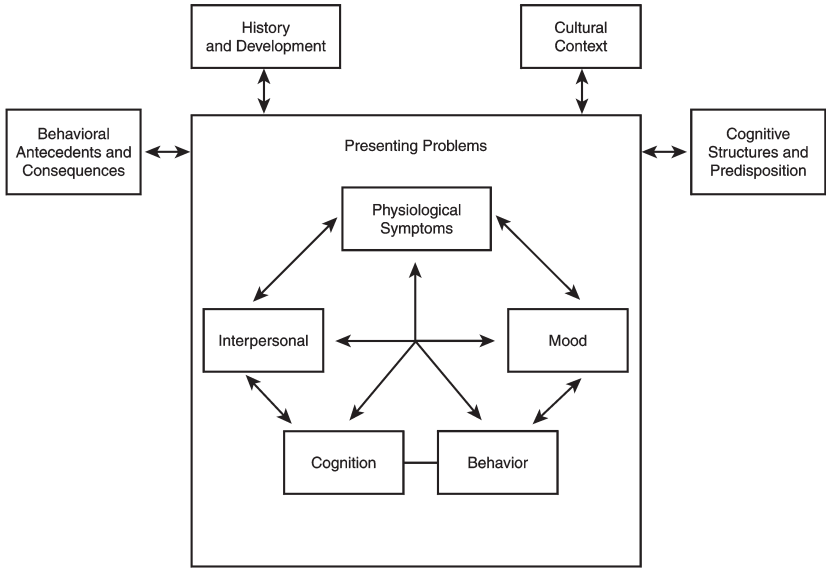 History
and Development
Cultural
Context
Behavioral
Antecedents and
Consequences
Presenting Problems
Cognitive
Structures and
Predisposition
Physiological
Symptoms
Interpersonal
Mood
Cognition
Behavior